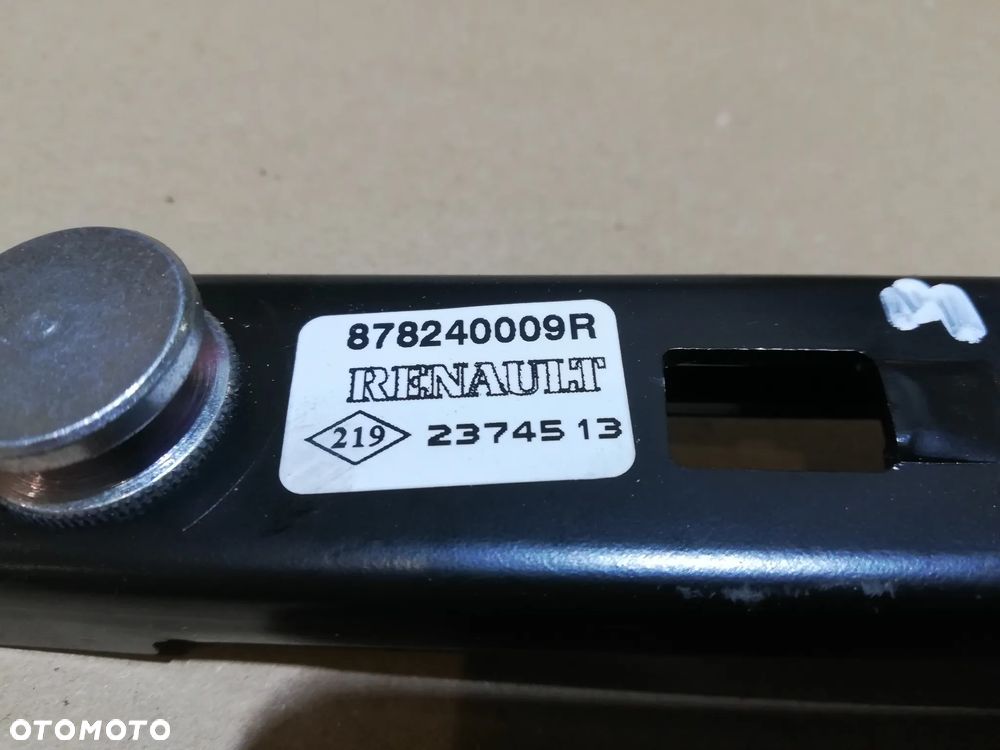 878240009R
RENAULT
219 2374513
OTOMOTO